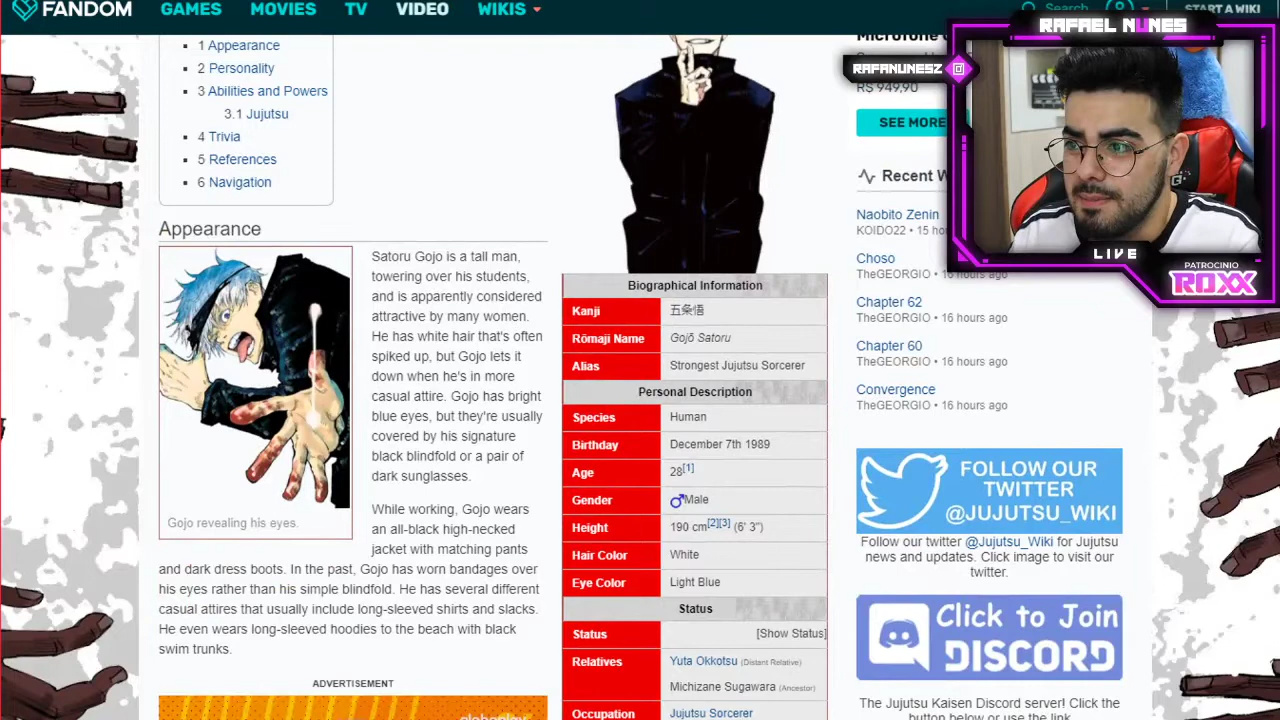 FANDOM
GAMES
MOVIES
TV
VIDEO
WIKIS
Search
START A WIKI
RAFAEL NUNES
RAFANUNESZ
LIVE
PATROCINIO
ROXX
1 Appearance
2 Personality
3 Abilities and Powers
3.1 Jujutsu
4 Trivia
5 References
6 Navigation
Appearance
Gojo revealing his eyes.
Satoru Gojo is a tall man,
towering over his students,
and is apparently considered
attractive by many women.
He has white hair that's often
spiked up, but Gojo lets it
down when he's in more
casual attire. Gojo has bright
blue eyes, but they're usually
covered by his signature
black blindfold or a pair of
dark sunglasses.
While working, Gojo wears
an all-black high-necked
jacket with matching pants
and dark dress boots. In the past, Gojo has worn bandages over
his eyes rather than his simple blindfold. He has several different
casual attires that usually include long-sleeved shirts and slacks.
He even wears long-sleeved hoodies to the beach with black
swim trunks.
ADVERTISEMENT
globoplay
Biographical Information
Kanji 五条悟
Rōmaji Name Gojō Satoru
Alias Strongest Jujutsu Sorcerer
Personal Description
Species Human
Birthday December 7th 1989
Age 28[1]
Gender ♂Male
Height 190 cm[2][3] (6' 3")
Hair Color White
Eye Color Light Blue
Status
Status [Show Status]
Relatives Yuta Okkotsu (Distant Relative)
Michizane Sugawara (Ancestor)
Occupation Jujutsu Sorcerer
R$ 949,90
SEE MORE
Recent
Naobito Zenin
KOIDO22 • 15
Choso
TheGEORGIO • 16 hours ago
Chapter 62
TheGEORGIO • 16 hours ago
Chapter 60
TheGEORGIO • 16 hours ago
Convergence
TheGEORGIO • 16 hours ago
FOLLOW OUR
TWITTER
@JUJUTSU_WIKI
Follow our twitter @Jujutsu_Wiki for Jujutsu
news and updates. Click image to visit our
twitter.
Click to Join
DISCORD
The Jujutsu Kaisen Discord server! Click the
button below or use the link